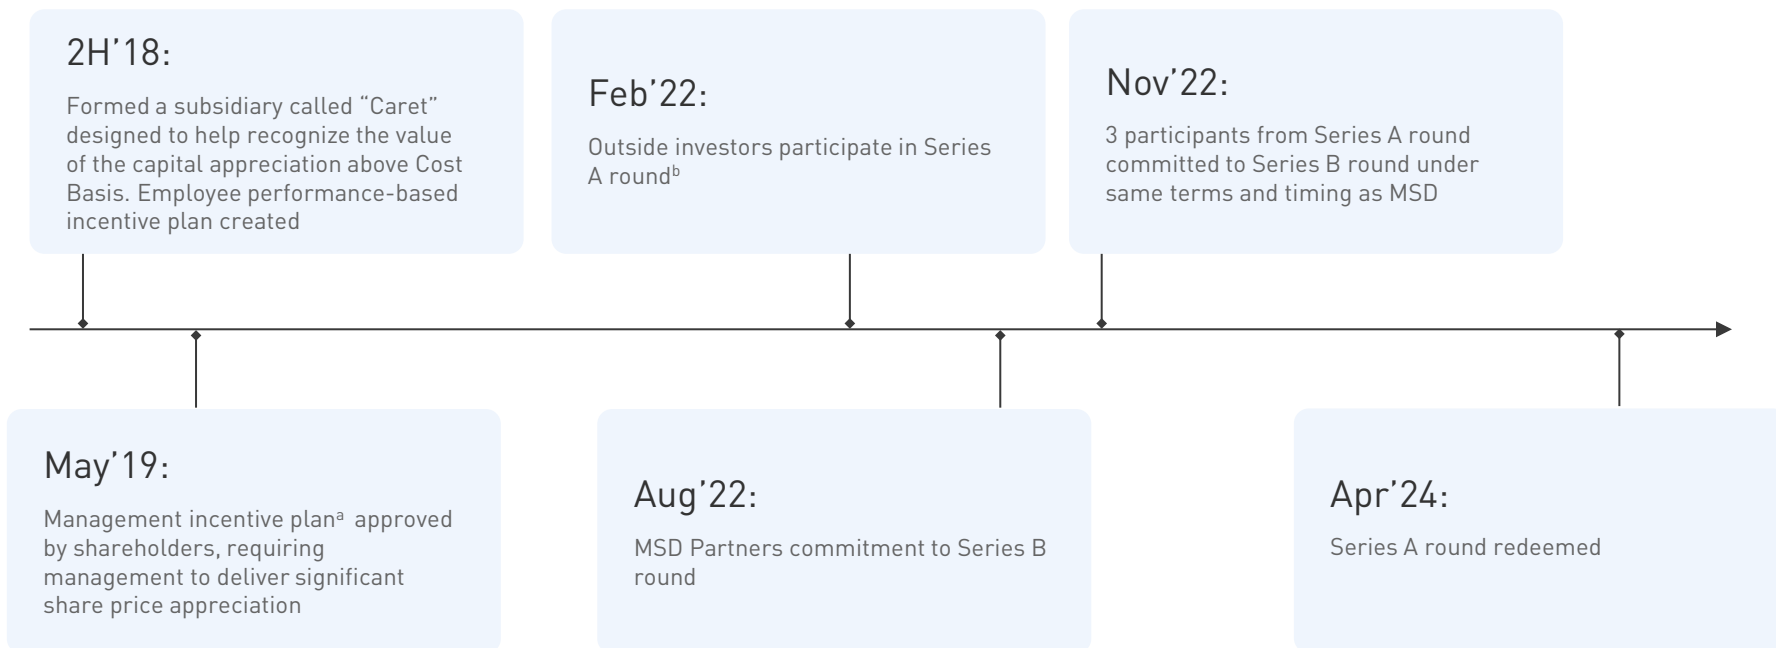 2H’18:
Formed a subsidiary called “Caret”
designed to help recognize the value
of the capital appreciation above Cost
Basis. Employee performance-based
incentive plan created
Feb’22:
Outside investors participate in Series
A roundᵇ
Nov’22:
3 participants from Series A round
committed to Series B round under
same terms and timing as MSD
May’19:
Management incentive planᵃ approved
by shareholders, requiring
management to deliver significant
share price appreciation
Aug’22:
MSD Partners commitment to Series B
round
Apr’24:
Series A round redeemed